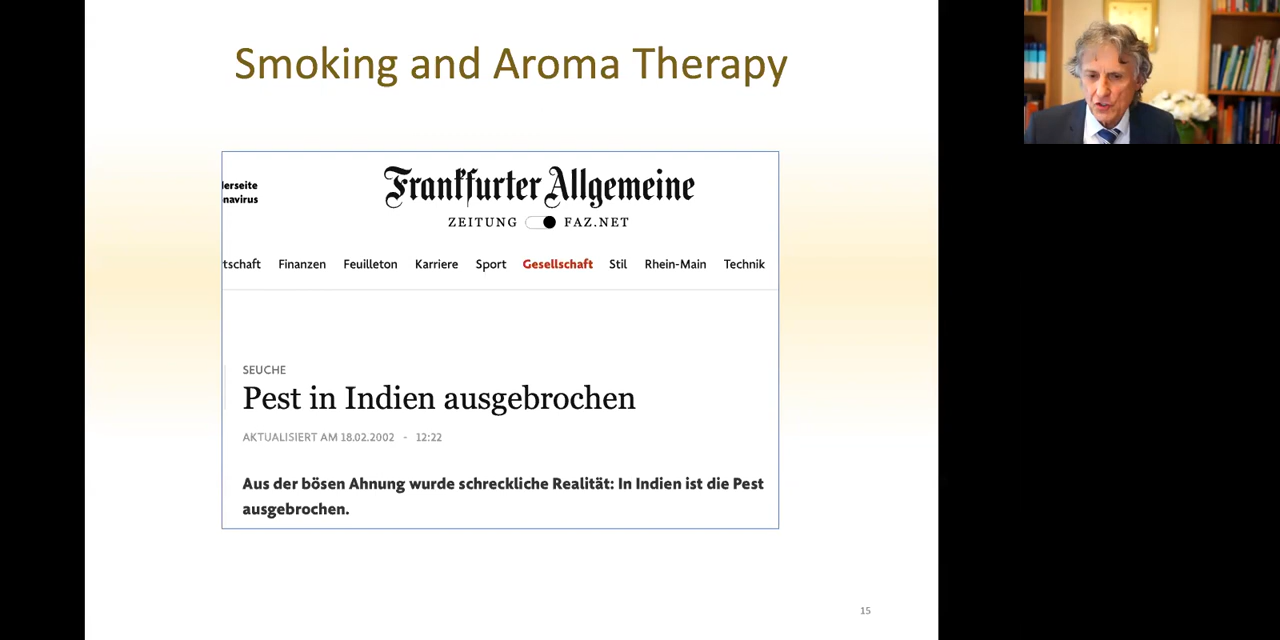 Smoking and Aroma Therapy
lerseite
navirus
Frankfurter Allgemeine
ZEITUNG FAZ.NET
tschaft Finanzen Feuilleton Karriere Sport Gesellschaft Stil Rhein-Main Technik
SEUCHE
Pest in Indien ausgebrochen
AKTUALISIERT AM 18.02.2002 - 12:22
Aus der bösen Ahnung wurde schreckliche Realität: In Indien ist die Pest
ausgebrochen.
15